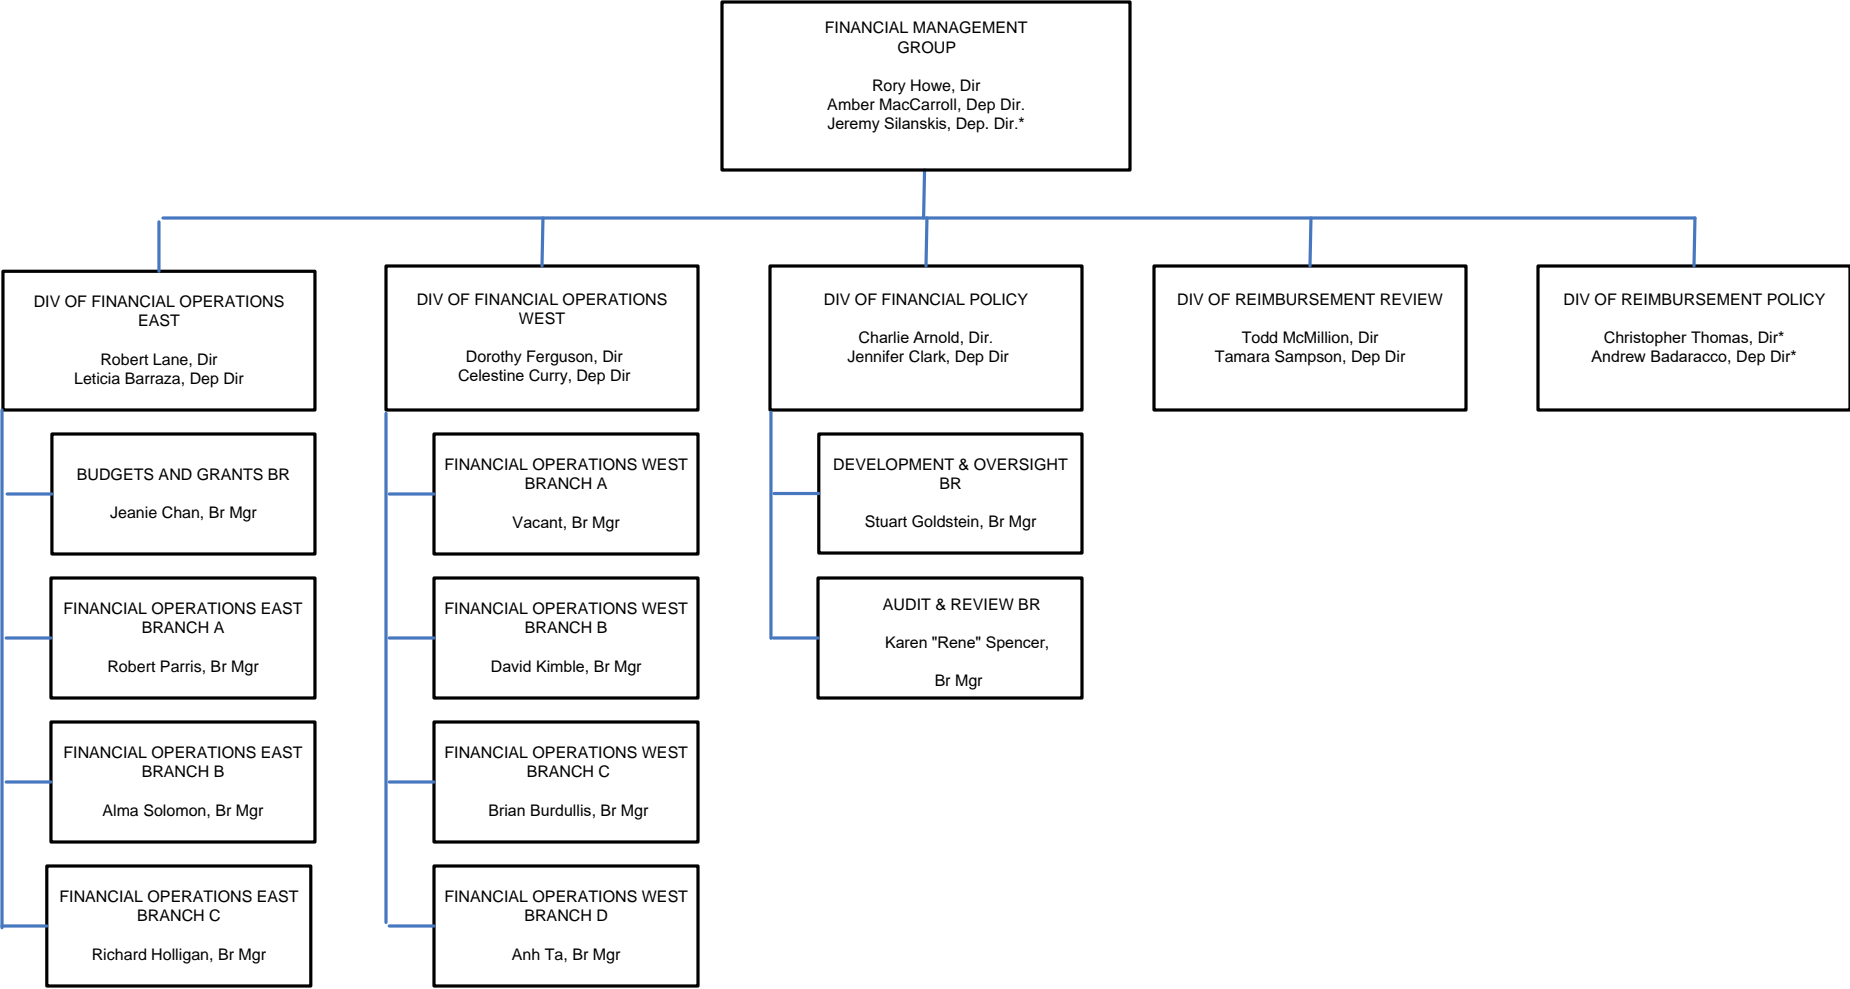 FINANCIAL MANAGEMENT
GROUP
Rory Howe, Dir
Amber MacCarroll, Dep Dir.
Jeremy Silanskis, Dep. Dir.*
DIV OF FINANCIAL OPERATIONS
EAST
Robert Lane, Dir
Leticia Barraza, Dep Dir
BUDGETS AND GRANTS BR
Jeanie Chan, Br Mgr
FINANCIAL OPERATIONS EAST
BRANCH A
Robert Parris, Br Mgr
FINANCIAL OPERATIONS EAST
BRANCH B
Alma Solomon, Br Mgr
FINANCIAL OPERATIONS EAST
BRANCH C
Richard Holligan, Br Mgr
DIV OF FINANCIAL OPERATIONS
WEST
Dorothy Ferguson, Dir
Celestine Curry, Dep Dir
FINANCIAL OPERATIONS WEST
BRANCH A
Vacant, Br Mgr
FINANCIAL OPERATIONS WEST
BRANCH B
David Kimble, Br Mgr
FINANCIAL OPERATIONS WEST
BRANCH C
Brian Burdullis, Br Mgr
FINANCIAL OPERATIONS WEST
BRANCH D
Anh Ta, Br Mgr
DIV OF FINANCIAL POLICY
Charlie Arnold, Dir.
Jennifer Clark, Dep Dir
DEVELOPMENT & OVERSIGHT
BR
Stuart Goldstein, Br Mgr
AUDIT & REVIEW BR
Karen "Rene" Spencer,
Br Mgr
DIV OF REIMBURSEMENT REVIEW
Todd McMillion, Dir
Tamara Sampson, Dep Dir
DIV OF REIMBURSEMENT POLICY
Christopher Thomas, Dir*
Andrew Badaracco, Dep Dir*